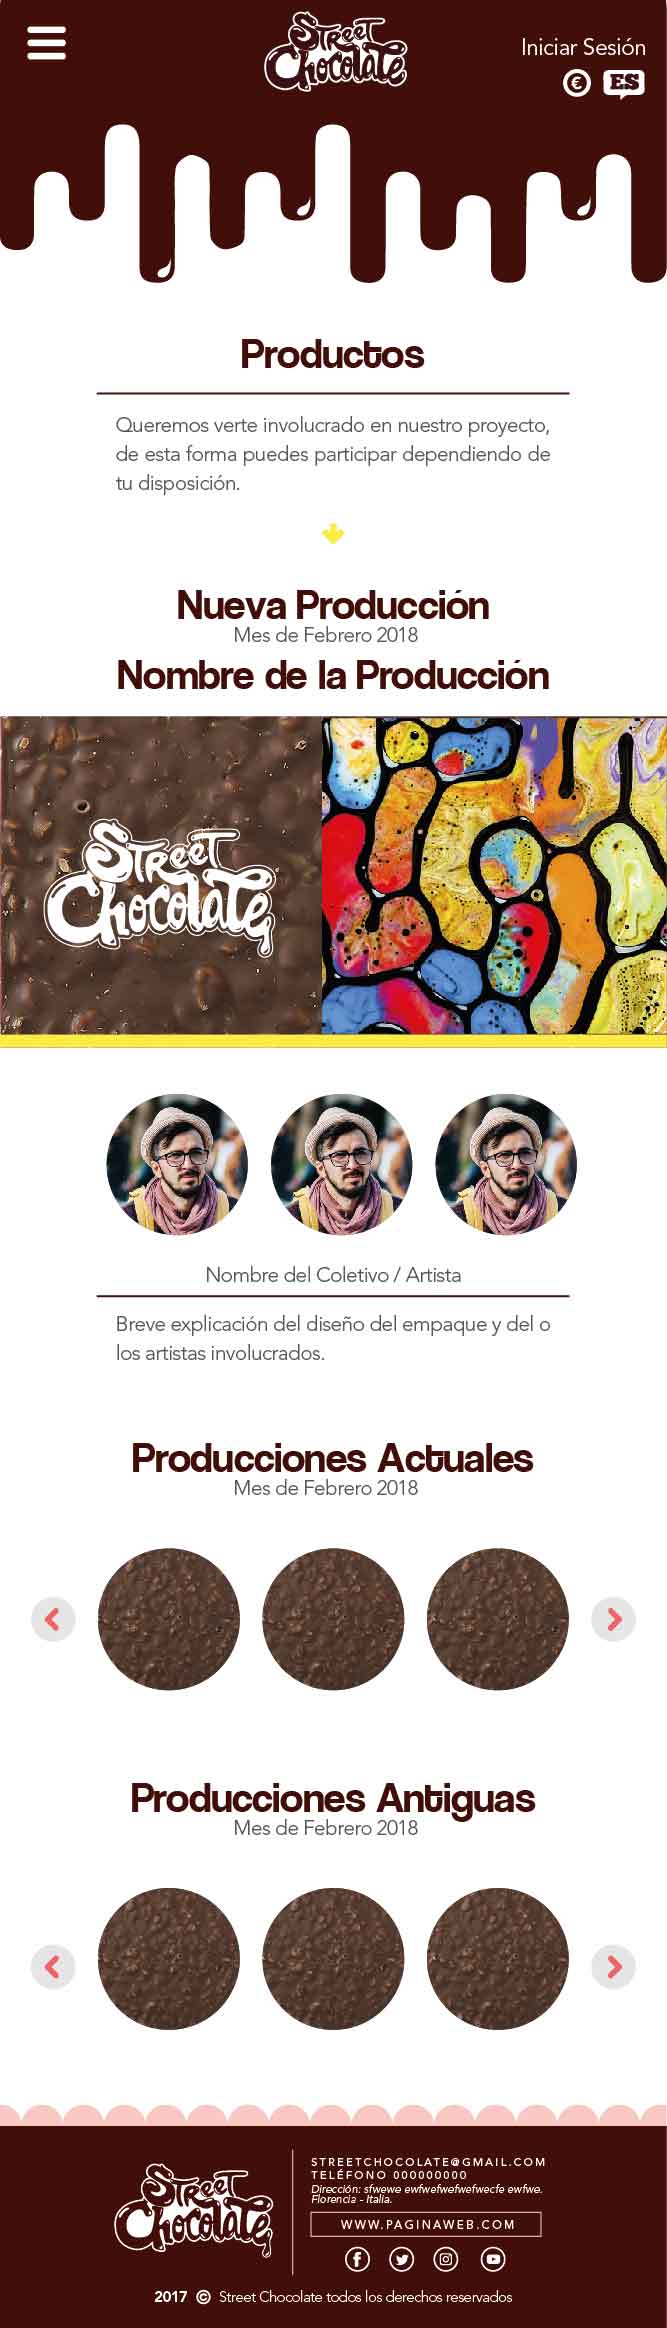 Street
Chocolate
Iniciar Sesión
€ ES
Productos
Queremos verte involucrado en nuestro proyecto,
de esta forma puedes participar dependiendo de
tu disposición.
Nueva Producción
Mes de Febrero 2018
Nombre de la Producción
Street
Chocolate
Nombre del Coletivo / Artista
Breve explicación del diseño del empaque y del o
los artistas involucrados.
Producciones Actuales
Mes de Febrero 2018
Producciones Antiguas
Mes de Febrero 2018
Street
Chocolate
STREETCHOCOLATE@GMAIL.COM
TELÉFONO 000000000
Dirección: sfwewe ewfwefwefwefwecfe ewfwe.
Florencia - Italia.
WWW.PAGINAWEB.COM
2017 © Street Chocolate todos los derechos reservados